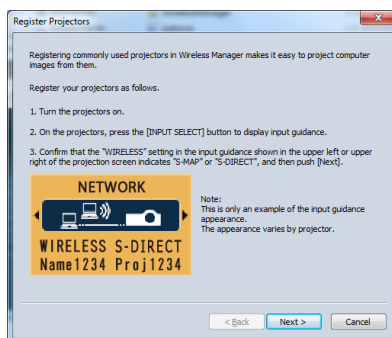 Register Projectors
Registering commonly used projectors in Wireless Manager makes it easy to project computer
images from them.
Register your projectors as follows.
1. Turn the projectors on.
2. On the projectors, press the [INPUT SELECT] button to display input guidance.
3. Confirm that the "WIRELESS" setting in the input guidance shown in the upper left or upper
right of the projection screen indicates "S-MAP" or "S-DIRECT", and then push [Next].
NETWORK
WIRELESS S-DIRECT
Name1234 Proj1234
Note:
This is only an example of the input guidance
appearance.
The appearance varies by projector.
< Back
Next >
Cancel